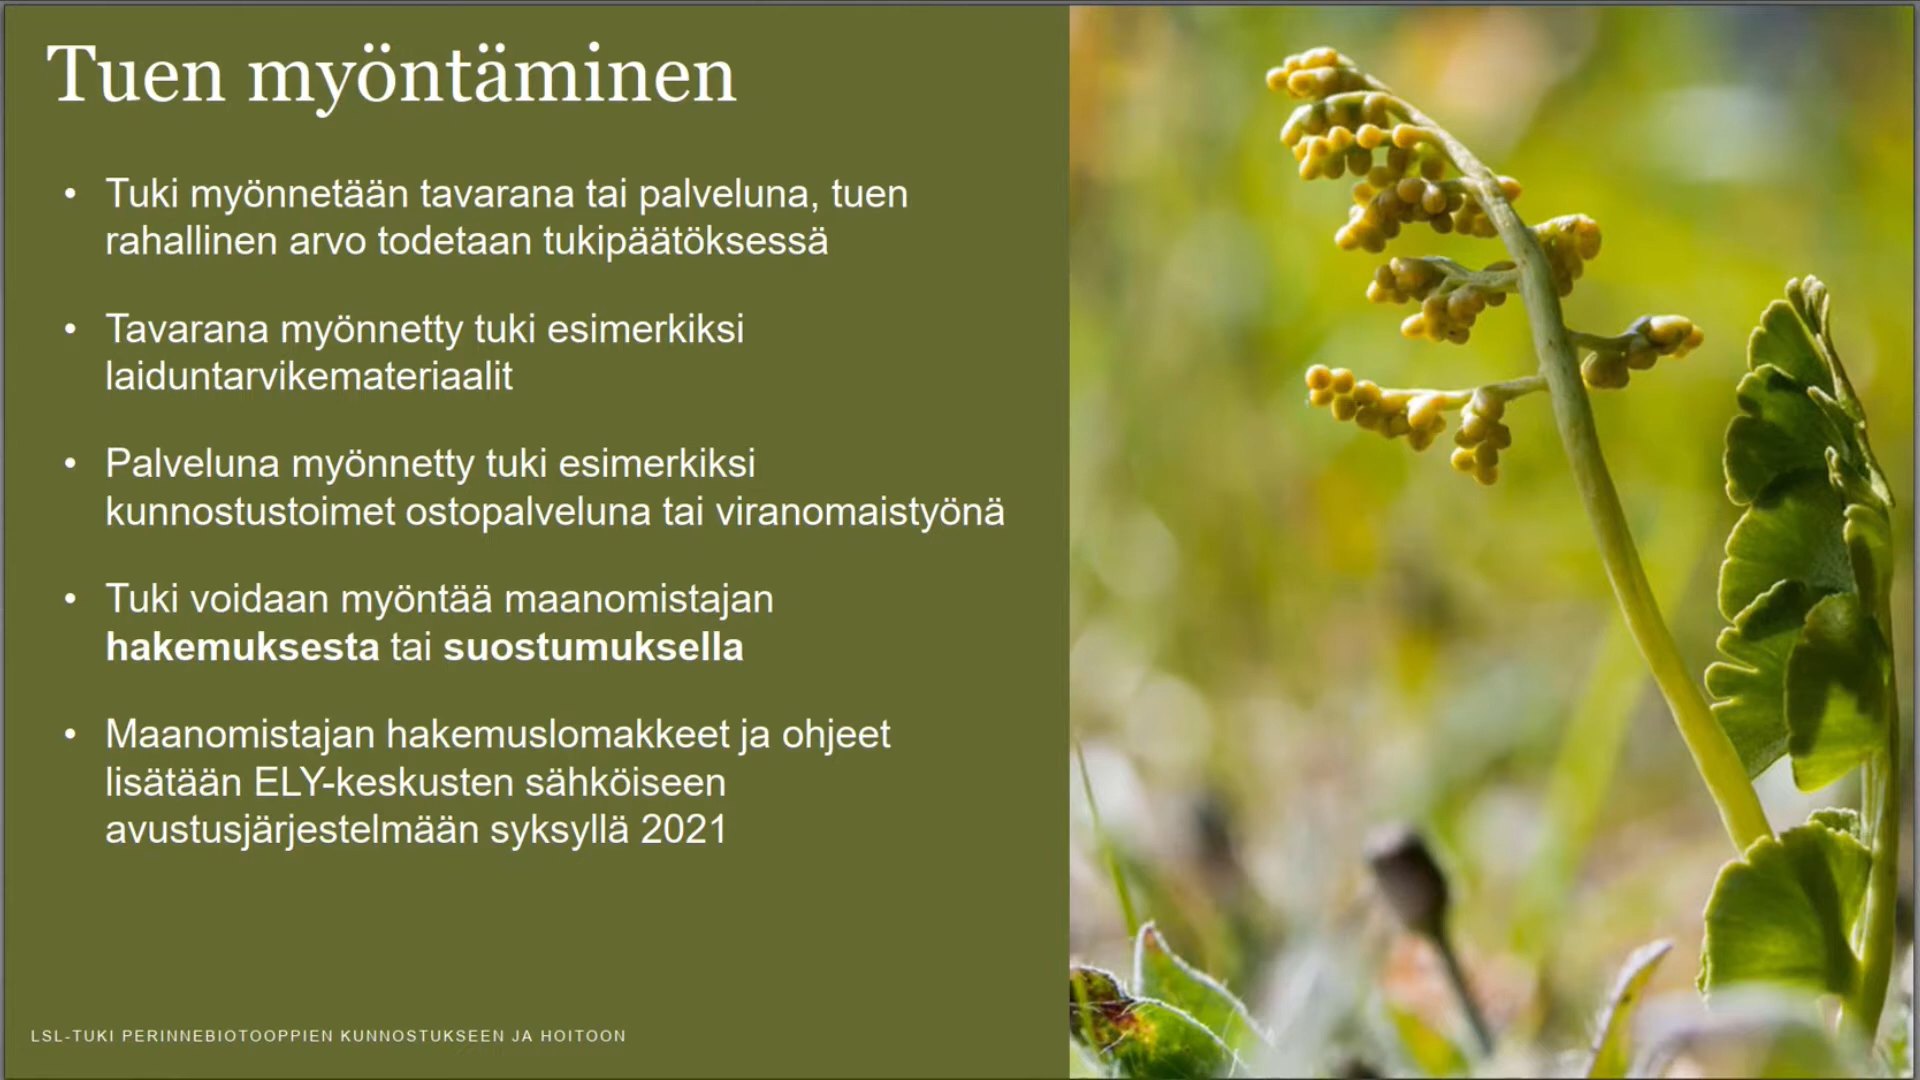 Tuen myöntäminen
• Tuki myönnetään tavarana tai palveluna, tuen
rahallinen arvo todetaan tukipäätöksessä
• Tavarana myönnetty tuki esimerkiksi
laiduntarvikemateriaalit
• Palveluna myönnetty tuki esimerkiksi
kunnostustoimet ostopalveluna tai viranomaistyönä
• Tuki voidaan myöntää maanomistajan
hakemuksesta tai suostumuksella
• Maanomistajan hakemuslomakkeet ja ohjeet
lisätään ELY-keskusten sähköiseen
avustusjärjestelmään syksyllä 2021
LSL-TUKI PERINNEBIOTOOPPIEN KUNNOSTUKSEEN JA HOITOON